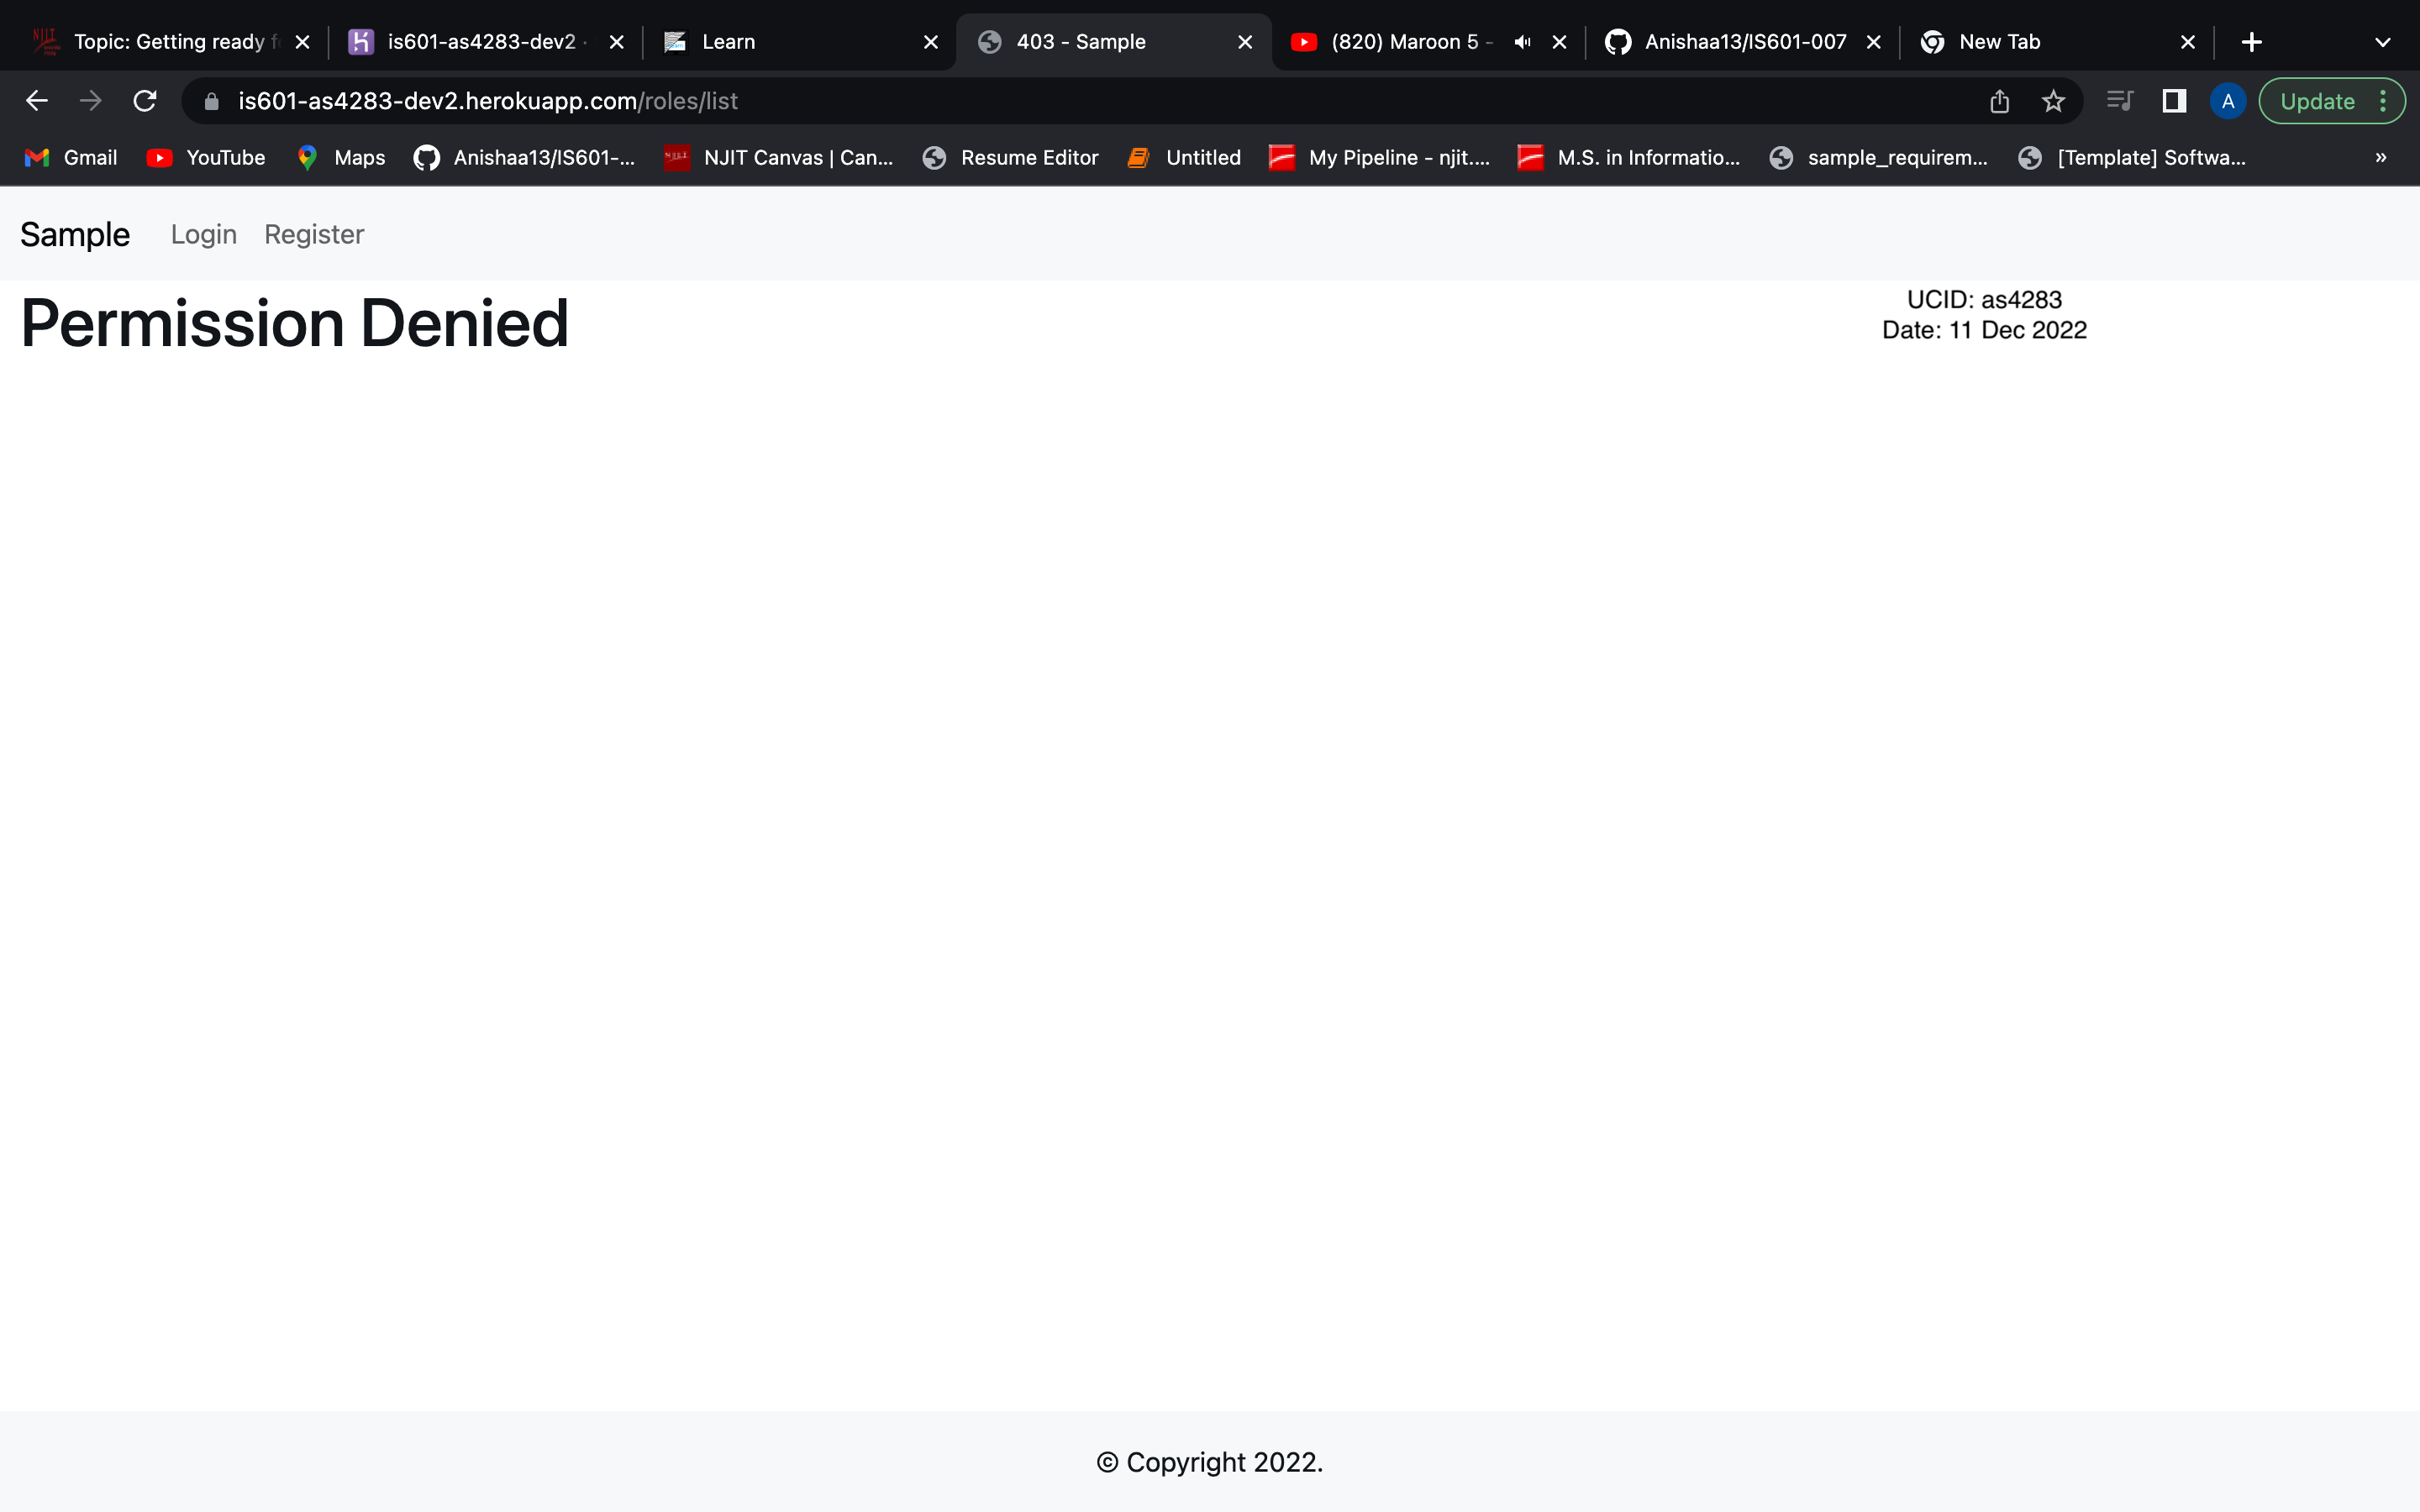 Topic: Getting ready f
is601-as4283-dev2 ·
Learn
403 - Sample
(820) Maroon 5 -
Anishaa13/IS601-007
New Tab
is601-as4283-dev2.herokuapp.com/roles/list
A
Update
Gmail
YouTube
Maps
Anishaa13/IS601-...
NJIT Canvas | Can...
Resume Editor
Untitled
My Pipeline - njit....
M.S. in Informatio...
sample_requirem...
[Template] Softwa...
»
Sample
Login
Register
Permission Denied
UCID: as4283
Date: 11 Dec 2022
© Copyright 2022.